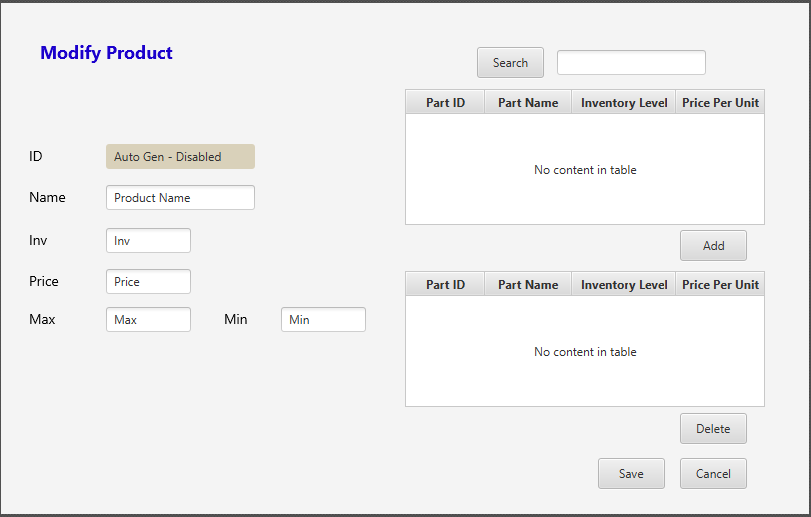 Modify Product
Search
Part ID Part Name Inventory Level Price Per Unit
No content in table
Add
ID Auto Gen - Disabled
Name Product Name
Inv Inv
Price Price
Max Max Min Min
Part ID Part Name Inventory Level Price Per Unit
No content in table
Delete
Save Cancel